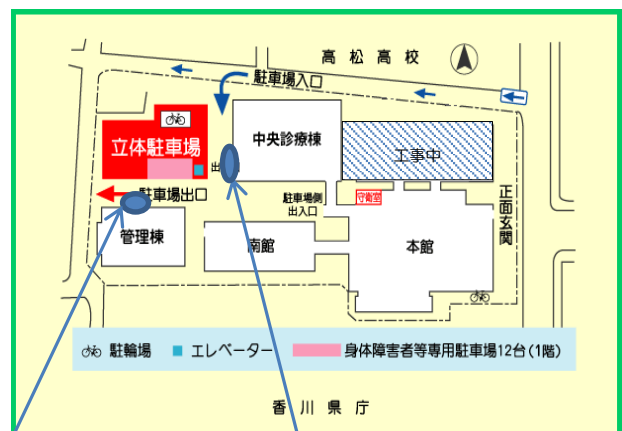 高松高校
駐車場入口
中央診療棟
立体駐車場
工事中
出
駐車場出口
駐車場側
出入口
守衛室
正面玄関
管理棟
南館
本館
駐輪場 エレベーター 身体障害者等専用駐車場12台(1階)
香川県庁